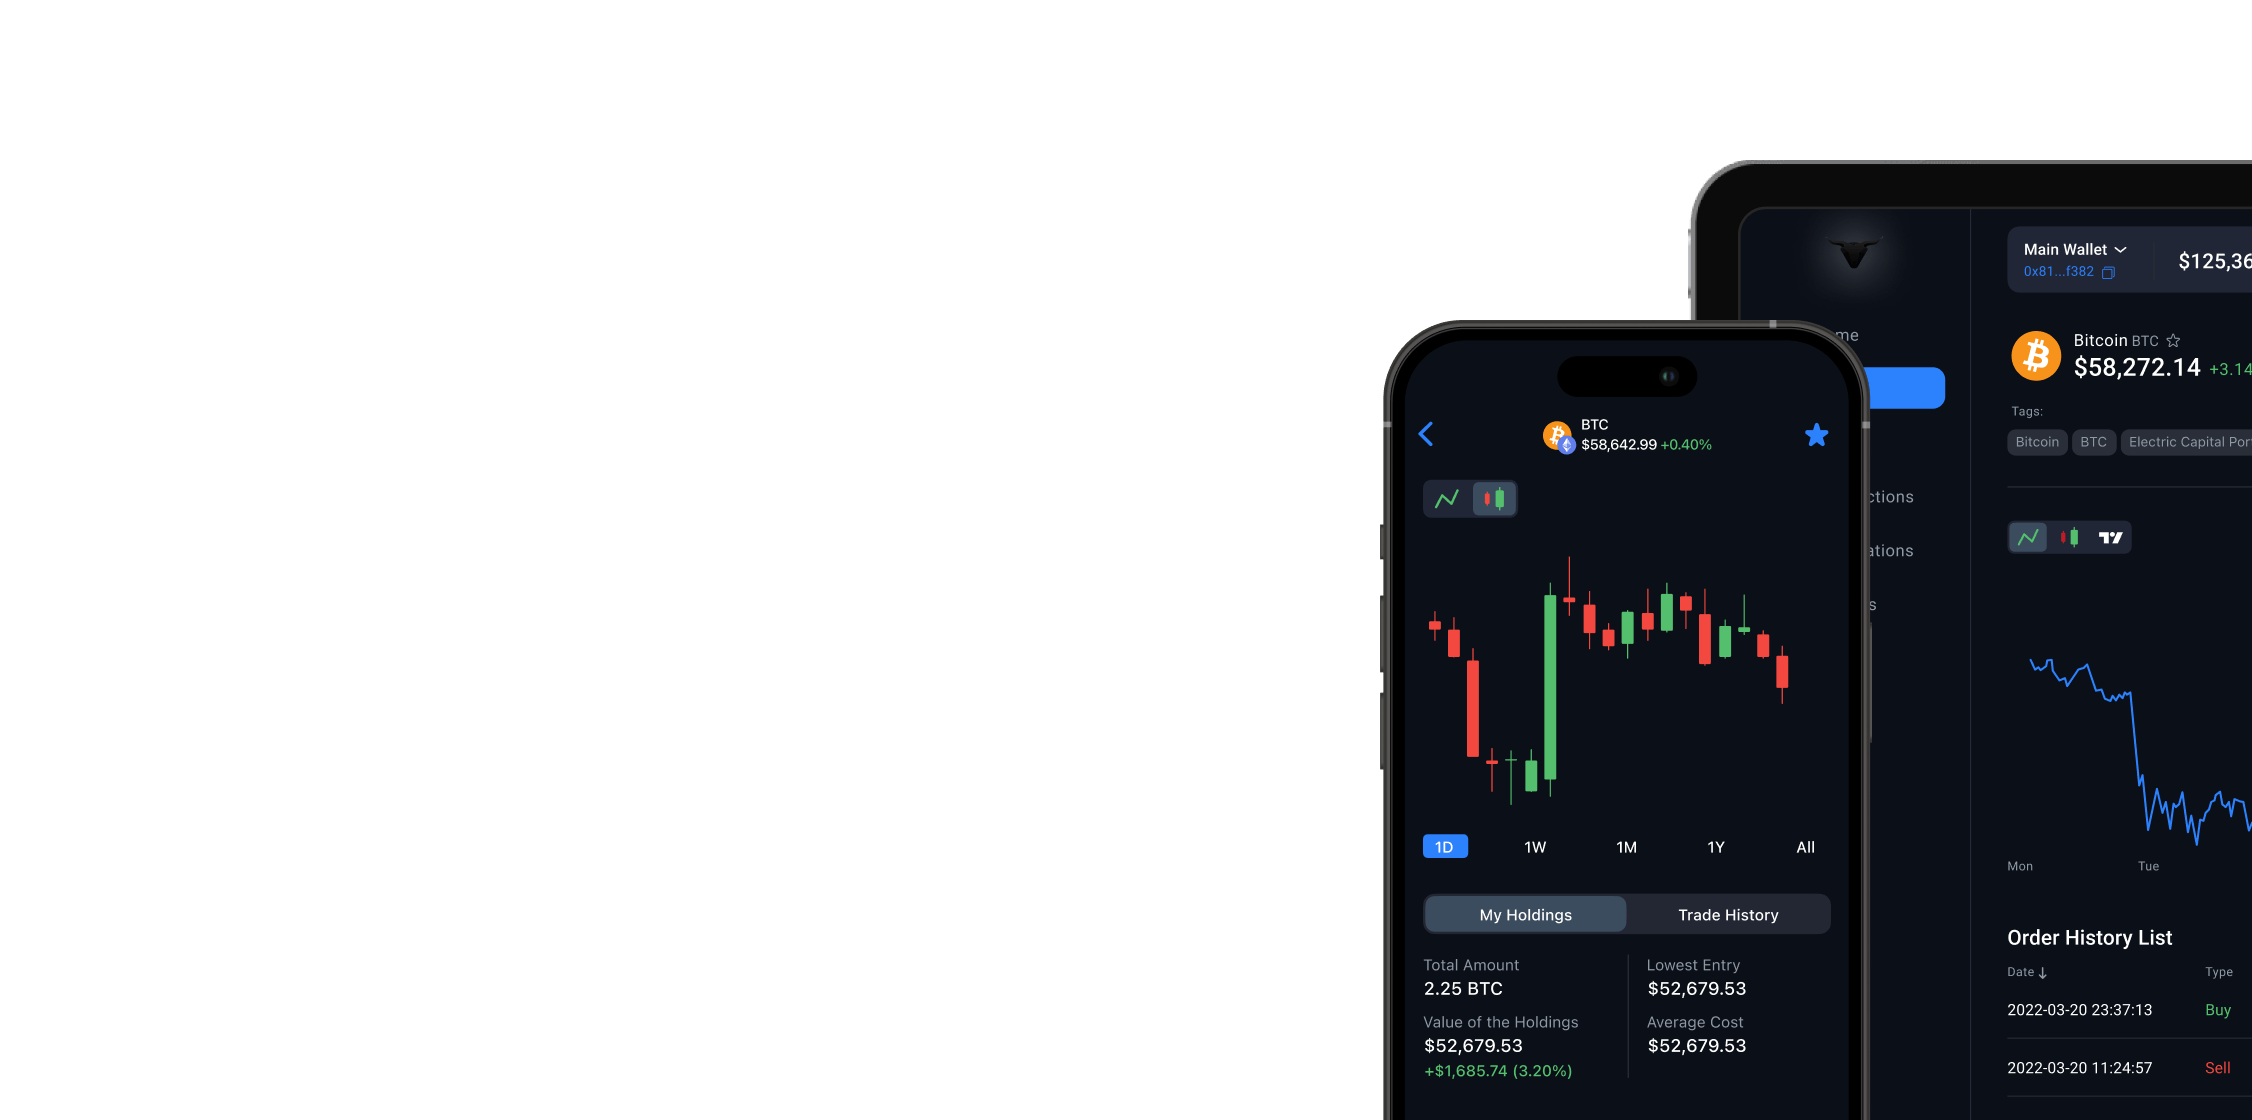 BTC
$58,642.99 +0.40%
1D 1W 1M 1Y All
My Holdings Trade History
Total Amount
2.25 BTC
Lowest Entry
$52,679.53
Value of the Holdings
$52,679.53
+$1,685.74 (3.20%)
Average Cost
$52,679.53
Main Wallet
0x81...f382
$125,36
me
ctions
ations
s
Bitcoin BTC
$58,272.14 +3.14
Tags:
Bitcoin BTC Electric Capital Por
Mon Tue
Order History List
Date Type
2022-03-20 23:37:13 Buy
2022-03-20 11:24:57 Sell